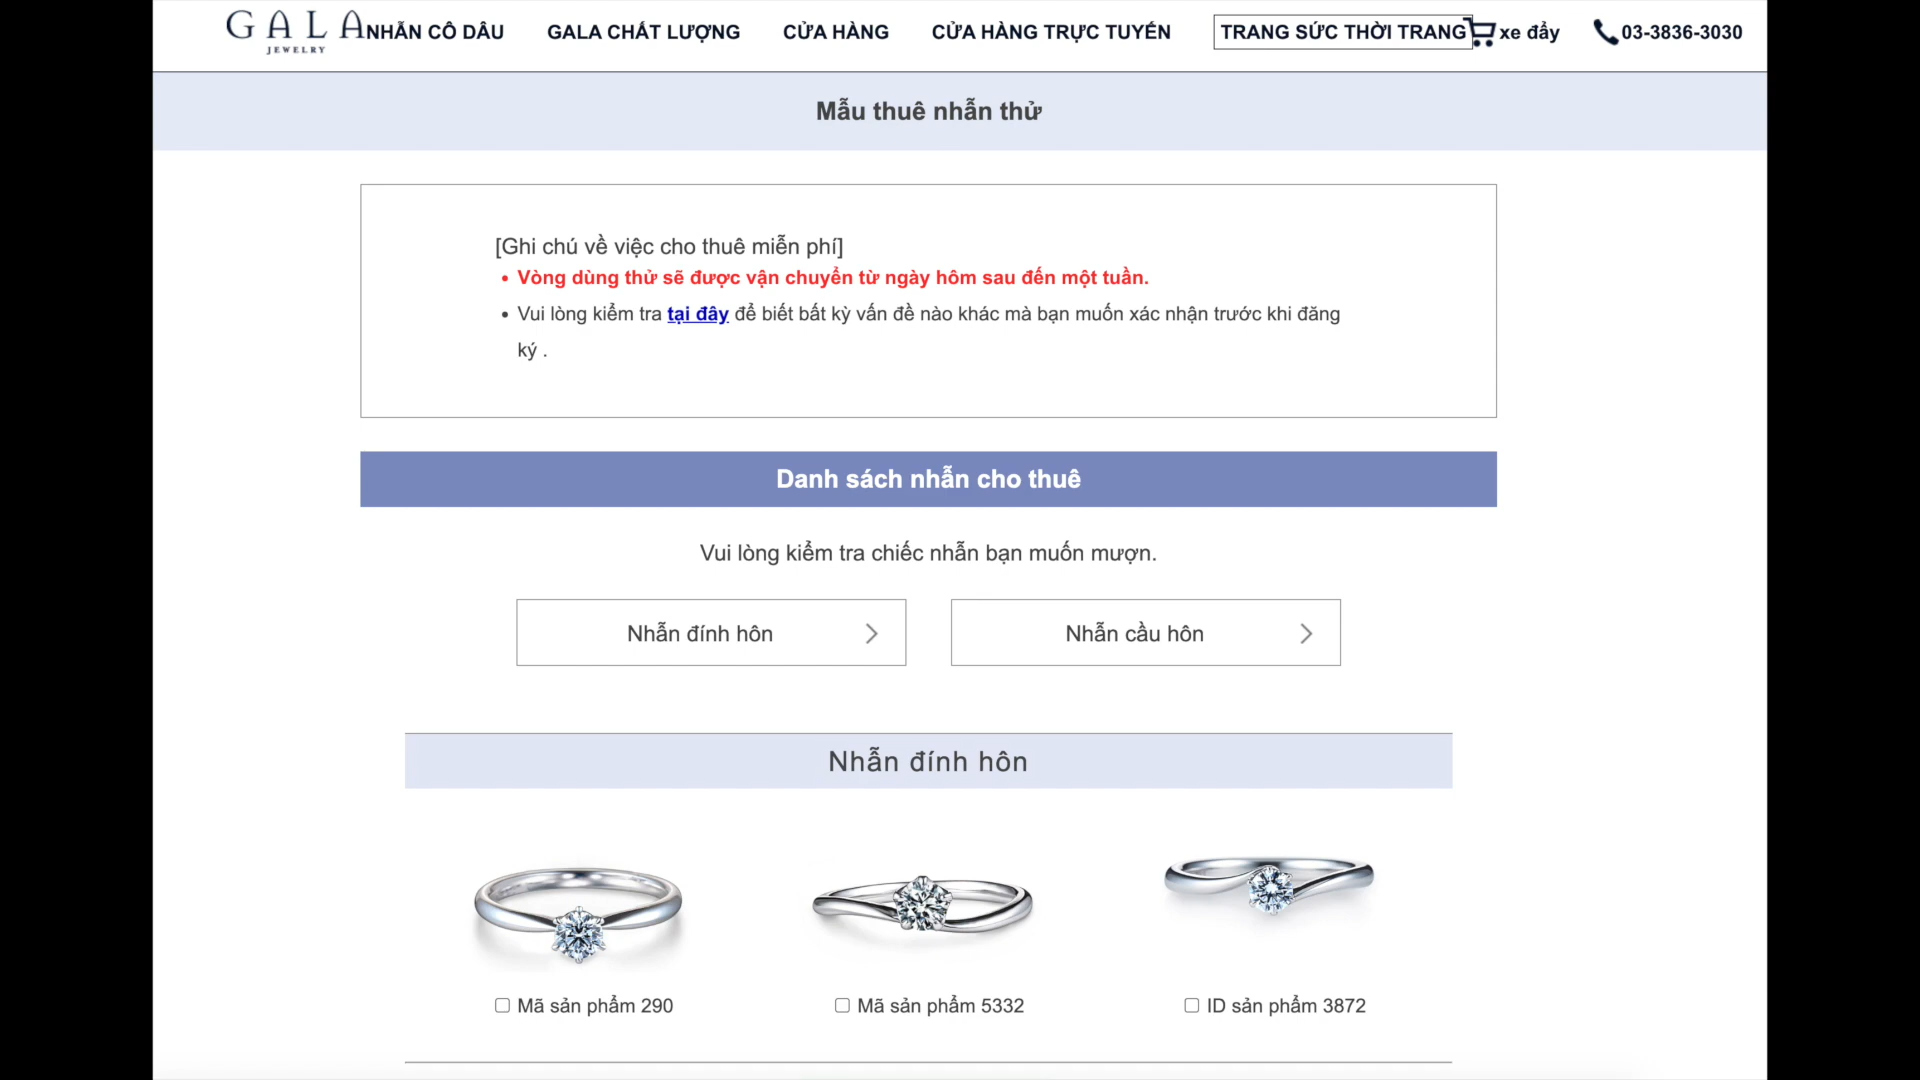 GALA
JEWELRY
NHẪN CÔ DÂU
GALA CHẤT LƯỢNG
CỬA HÀNG
CỬA HÀNG TRỰC TUYẾN
TRANG SỨC THỜI TRANG
xe đẩy
03-3836-3030
Mẫu thuê nhẫn thử
[Ghi chú về việc cho thuê miễn phí]
• Vòng dùng thử sẽ được vận chuyển từ ngày hôm sau đến một tuần.
• Vui lòng kiểm tra tại đây để biết bất kỳ vấn đề nào khác mà bạn muốn xác nhận trước khi đăng
ký .
Danh sách nhẫn cho thuê
Vui lòng kiểm tra chiếc nhẫn bạn muốn mượn.
Nhẫn đính hôn
Nhẫn cầu hôn
Nhẫn đính hôn
Mã sản phẩm 290
Mã sản phẩm 5332
ID sản phẩm 3872